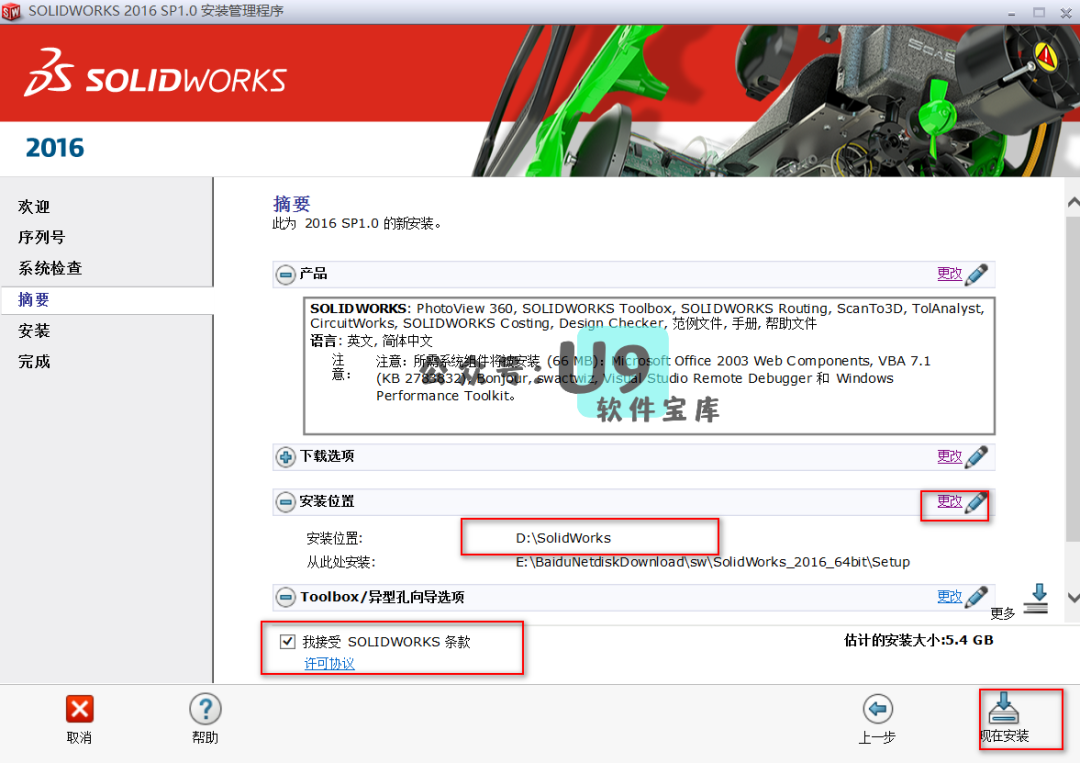 SOLIDWORKS 2016 SP1.0 安装管理程序
SOLIDWORKS
2016
欢迎
序列号
系统检查
摘要
安装
完成
摘要
此为 2016 SP1.0 的新安装。
产品 更改
SOLIDWORKS: PhotoView 360, SOLIDWORKS Toolbox, SOLIDWORKS Routing, ScanTo3D, TolAnalyst,
CircuitWorks, SOLIDWORKS Costing, Design Checker, 范例文件, 手册, 帮助文件
语言: 英文, 简体中文
注意: 注意: 所需系统组件将被安装 (66 MB): Microsoft Office 2003 Web Components, VBA 7.1
(KB 2783832), Bonjour, swactwiz, Visual Studio Remote Debugger 和 Windows
Performance Toolkit。
公众号: U9
软件宝库
下载选项 更改
安装位置 更改
安装位置: D:\SolidWorks
从此处安装: E:\BaiduNetdiskDownload\sw\SolidWorks_2016_64bit\Setup
Toolbox/异型孔向导选项 更改
更多
我接受 SOLIDWORKS 条款
许可协议
估计的安装大小:5.4 GB
取消 帮助 上一步 现在安装